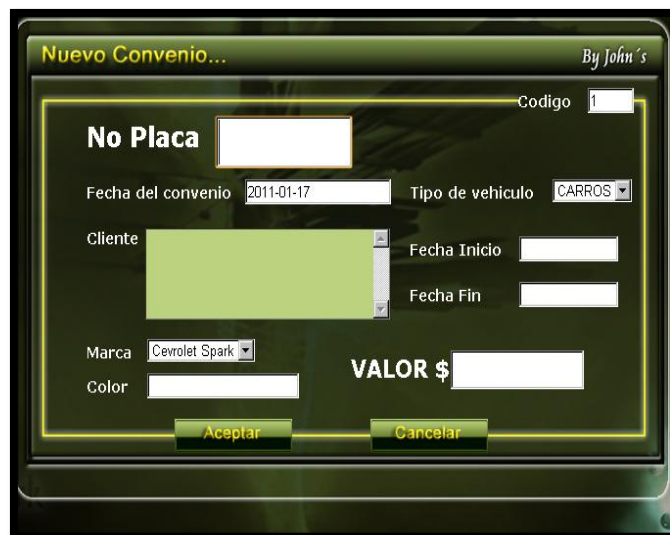 Nuevo Convenio...
By John´s
Codigo 1
No Placa
Fecha del convenio 2011-01-17
Tipo de vehiculo CARROS
Cliente
Fecha Inicio
Fecha Fin
Marca Cevrolet Spark
VALOR $
Color
Aceptar
Cancelar